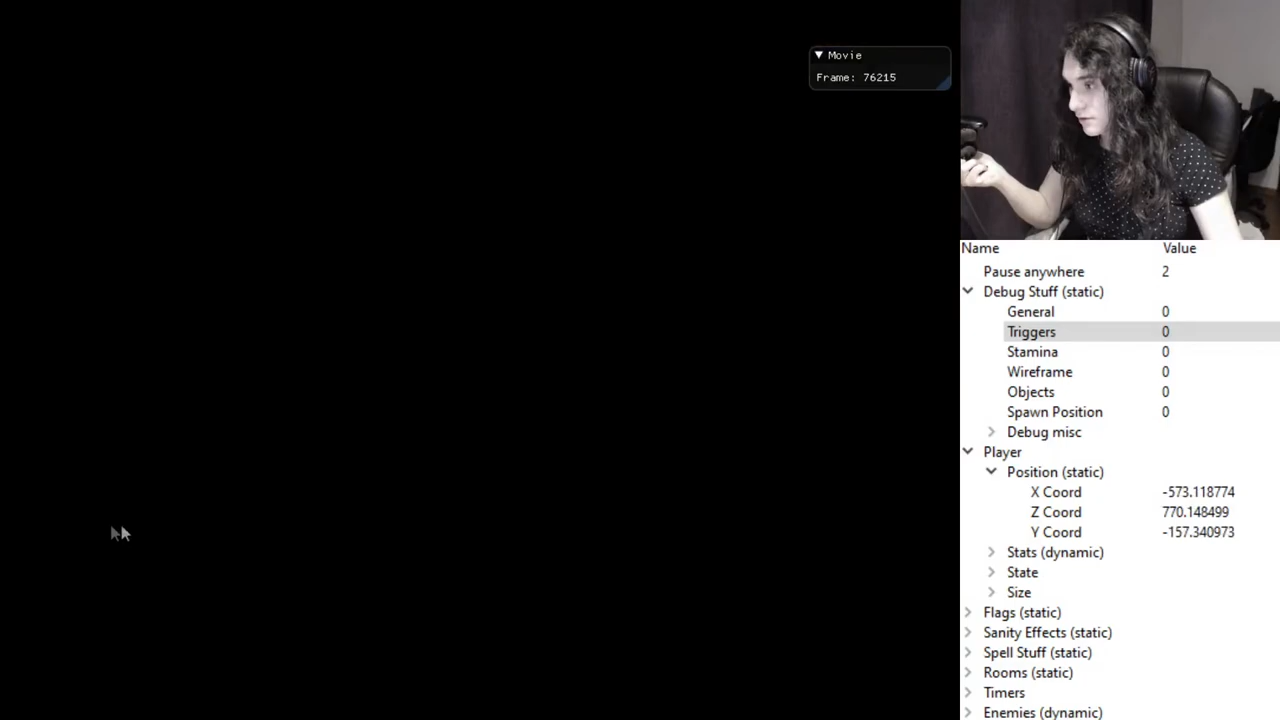 Movie
Frame: 76215
Name Value
Pause anywhere 2
Debug Stuff (static)
General 0
Triggers 0
Stamina 0
Wireframe 0
Objects 0
Spawn Position 0
Debug misc
Player
Position (static)
X Coord -573.118774
Z Coord 770.148499
Y Coord -157.340973
Stats (dynamic)
State
Size
Flags (static)
Sanity Effects (static)
Spell Stuff (static)
Rooms (static)
Timers
Enemies (dynamic)